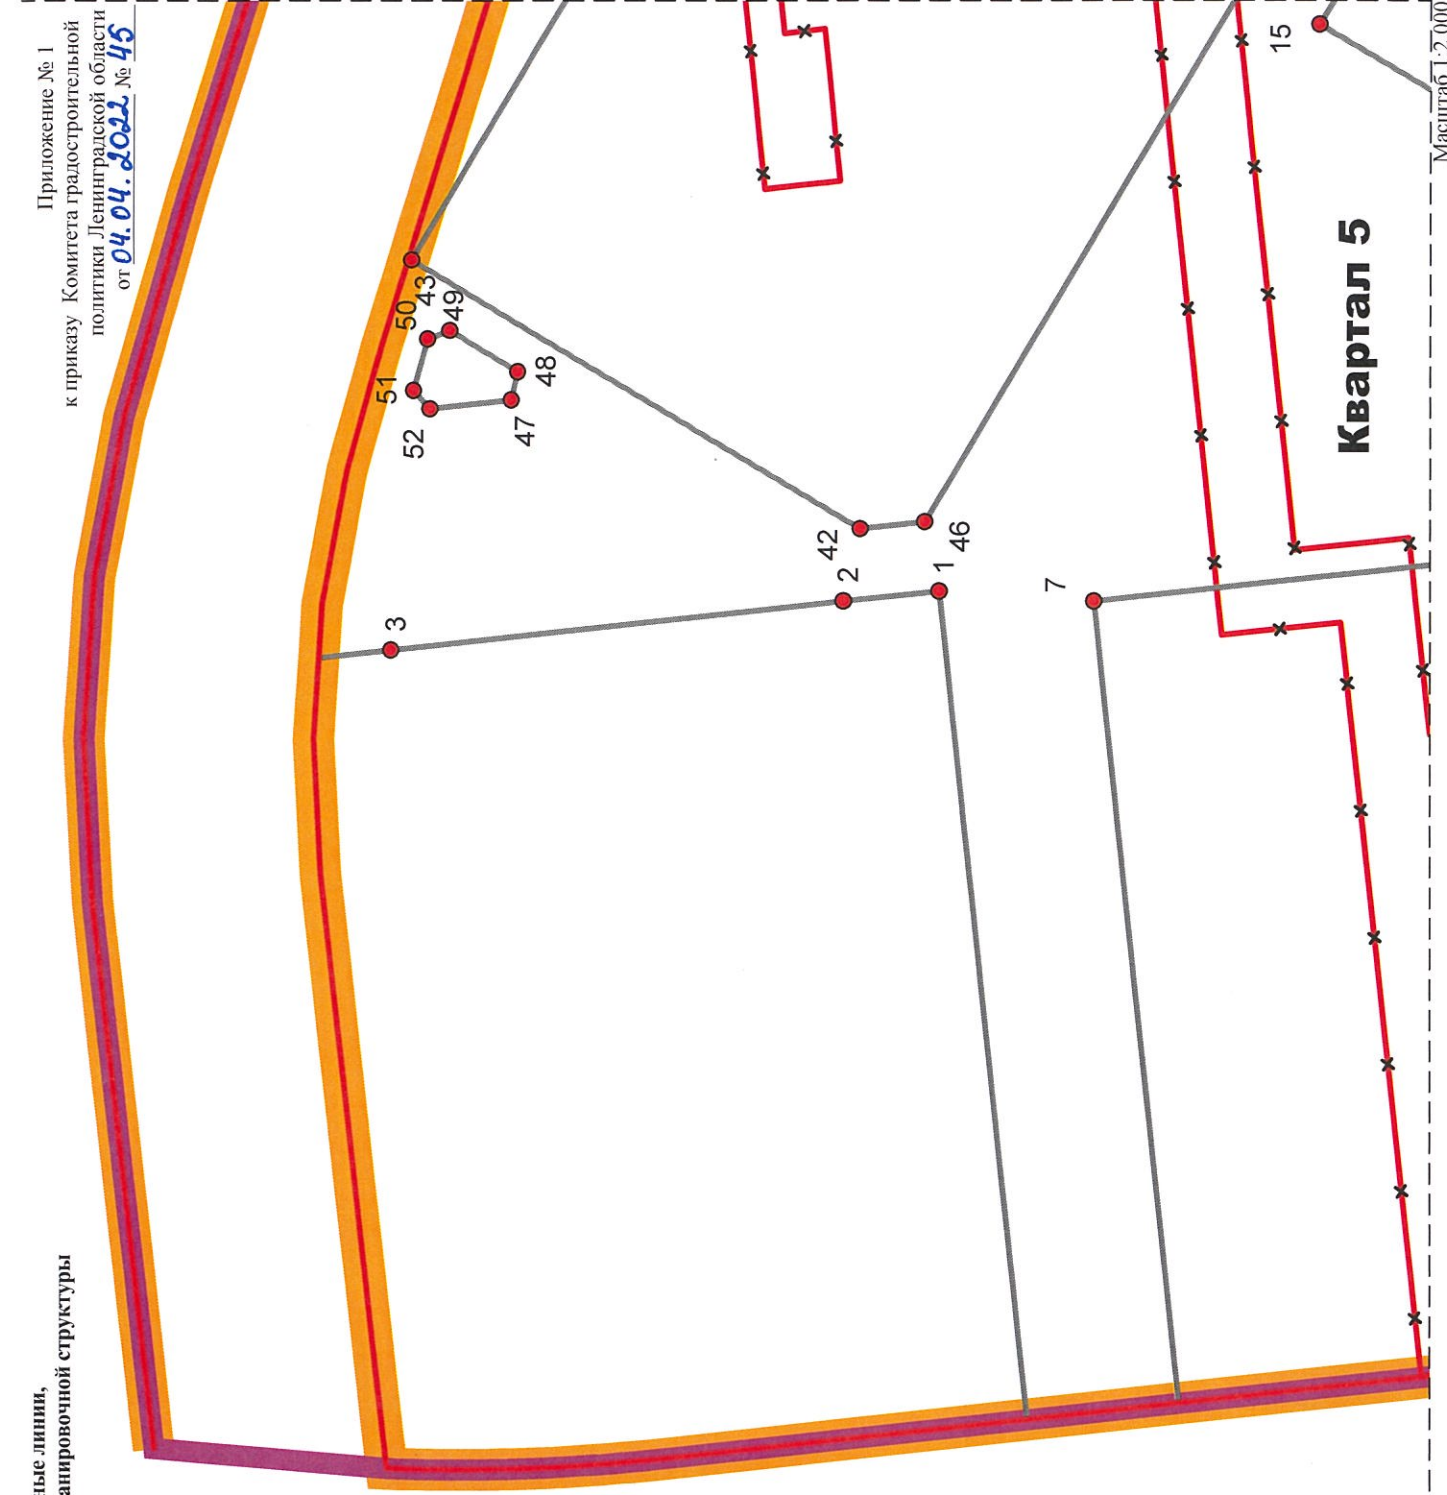 Приложение № 1
к приказу Комитета градостроительной
политики Ленинградской области
от 04.04.2022 № 45
ные линии,
анировочной структуры
50
43
49
51
48
52
47
42
46
3
2
1
7
15
Квартал 5
Масштаб 1:2 000